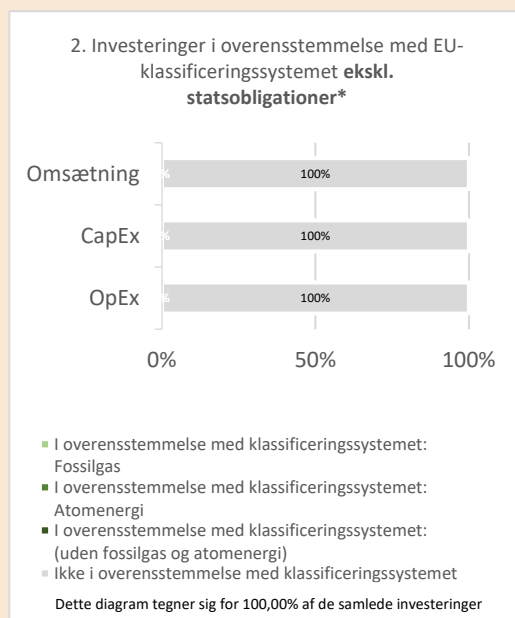 2. Investeringer i overensstemmelse med EU-
klassificeringssystemet ekskl.
statsobligationer*
Omsætning % 100%
CapEx % 100%
OpEx % 100%
0% 50% 100%
I overensstemmelse med klassificeringssystemet:
Fossilgas
I overensstemmelse med klassificeringssystemet:
Atomenergi
I overensstemmelse med klassificeringssystemet:
(uden fossilgas og atomenergi)
Ikke i overensstemmelse med klassificeringssystemet
Dette diagram tegner sig for 100,00% af de samlede investeringer